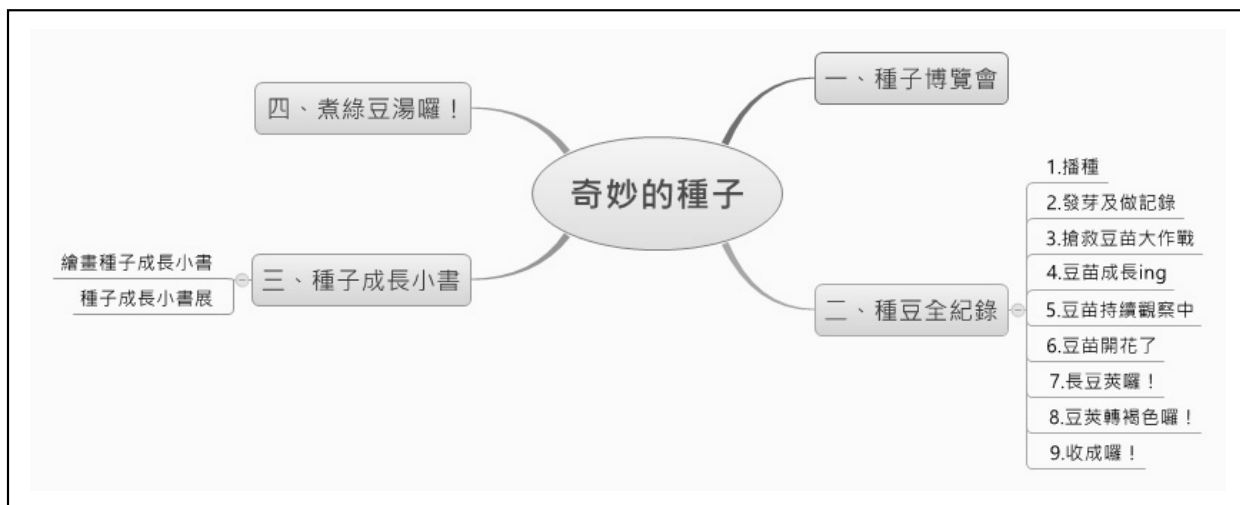 奇妙的種子
一、種子博覽會
二、種豆全紀錄
1.播種
2.發芽及做記錄
3.搶救豆苗大作戰
4.豆苗成長ing
5.豆苗持續觀察中
6.豆苗開花了
7.長豆莢囉！
8.豆莢轉褐色囉！
9.收成囉！
三、種子成長小書
繪畫種子成長小書
種子成長小書展
四、煮綠豆湯囉！